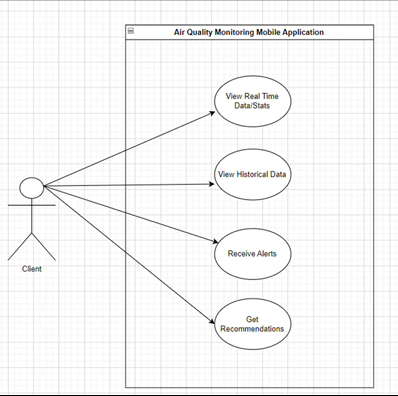 Air Quality Monitoring Mobile Application
View Real Time
Data/Stats
View Historical Data
Receive Alerts
Client
Get
Recommendations